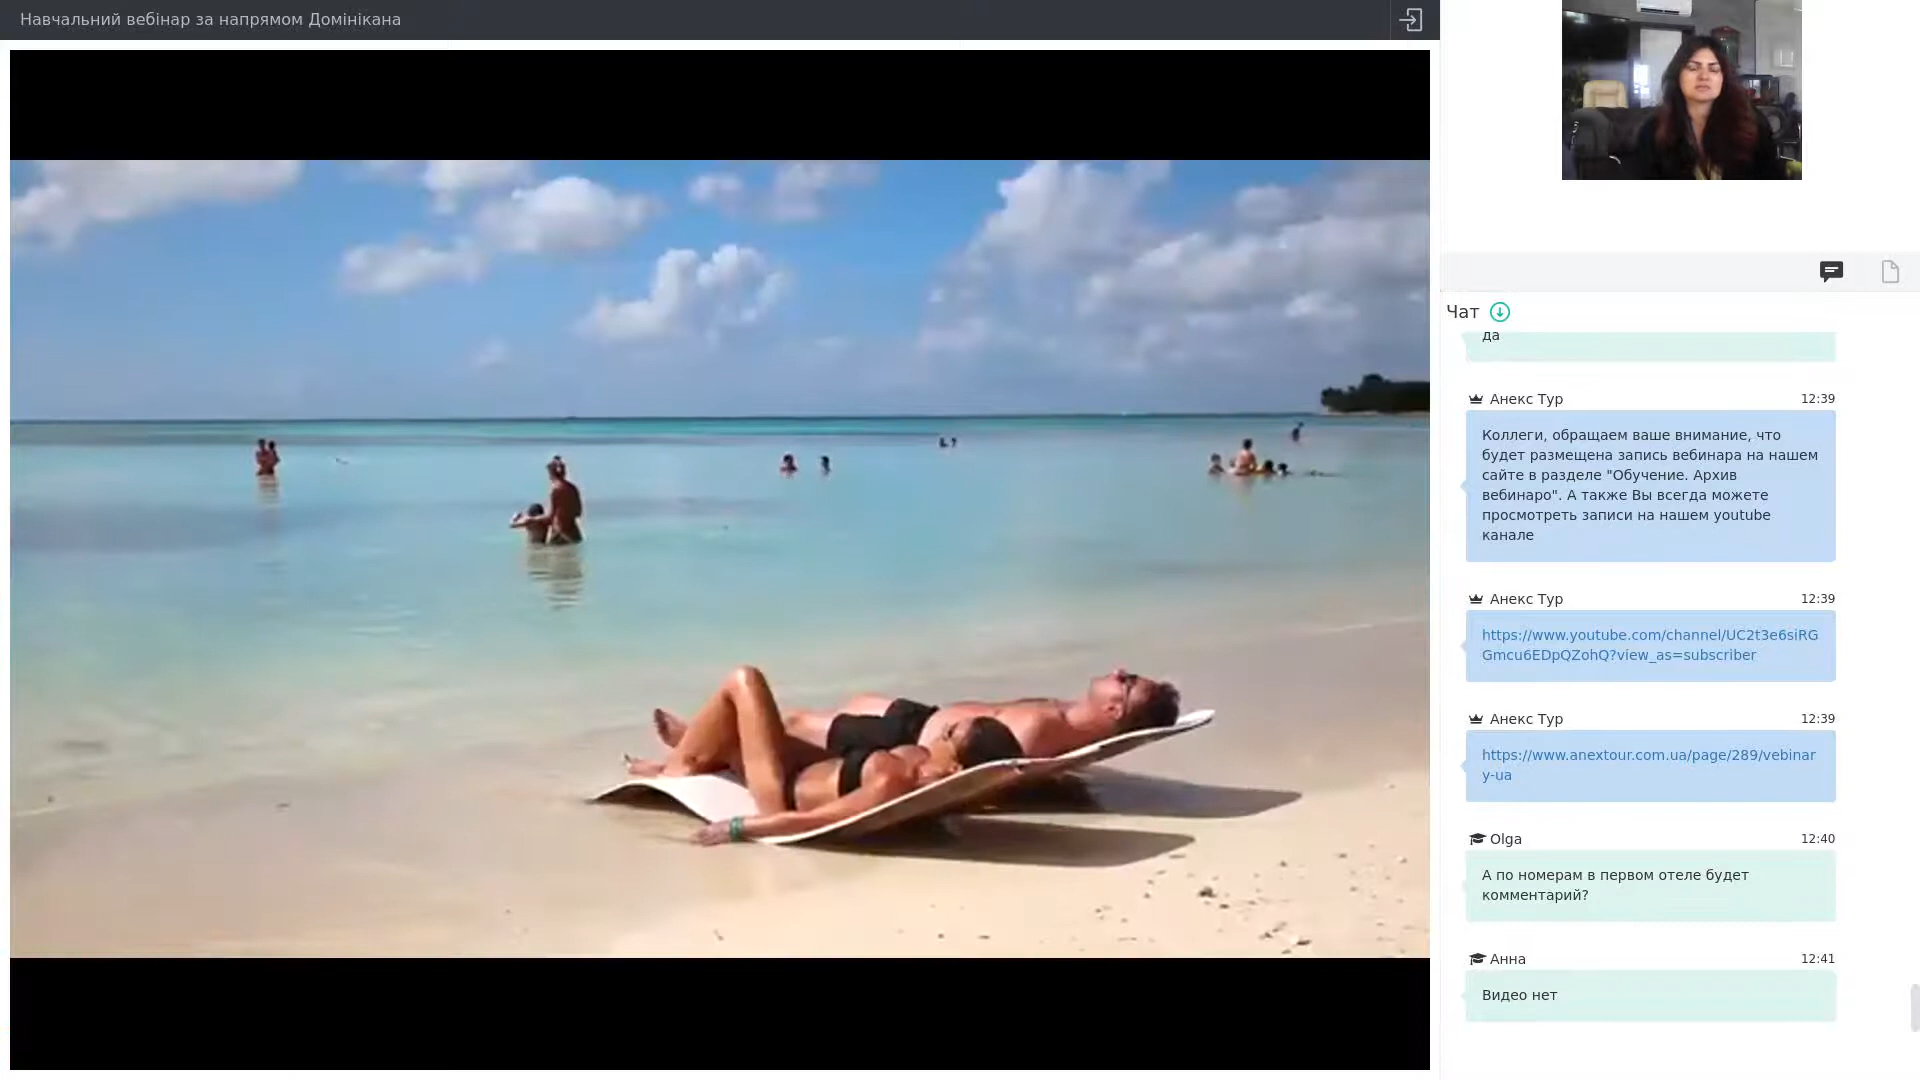 Навчальний вебінар за напрямом Домінікана
Чат
да
Анекс Тур 12:39
Коллеги, обращаем ваше внимание, что
будет размещена запись вебинара на нашем
сайте в разделе "Обучение. Архив
вебинаро". А также Вы всегда можете
просмотреть записи на нашем youtube
канале
Анекс Тур 12:39
https://www.youtube.com/channel/UC2t3e6siRG
Gmcu6EDpQZohQ?view_as=subscriber
Анекс Тур 12:39
https://www.anextour.com.ua/page/289/vebinar
y-ua
Olga 12:40
А по номерам в первом отеле будет
комментарий?
Анна 12:41
Видео нет